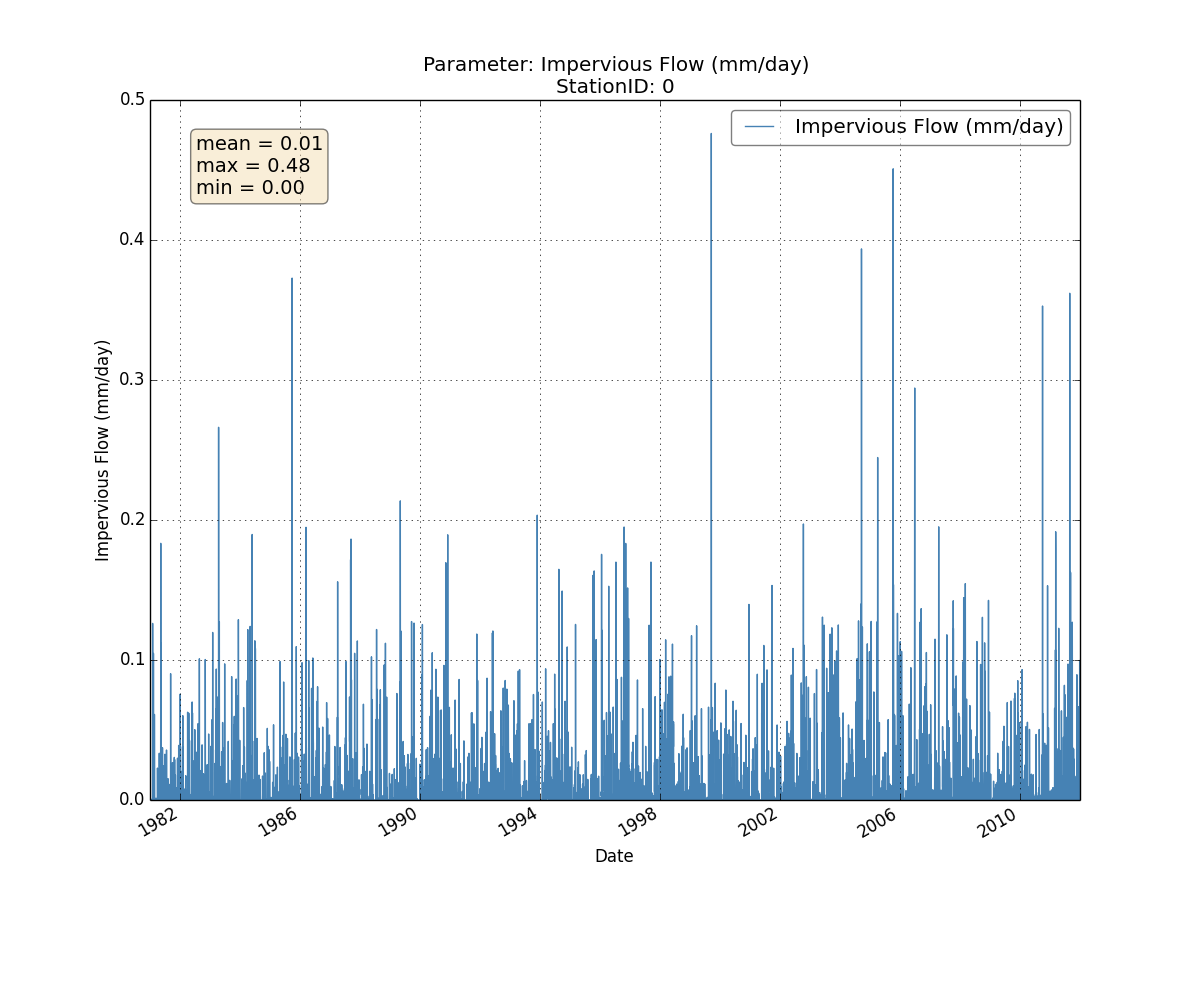 Parameter: Impervious Flow (mm/day)
StationID: 0
mean = 0.01
max = 0.48
min = 0.00
Impervious Flow (mm/day)
0.5
0.4
0.3
0.2
0.1
0.0
Impervious Flow (mm/day)
1982
1986
1990
1994
1998
2002
2006
2010
Date